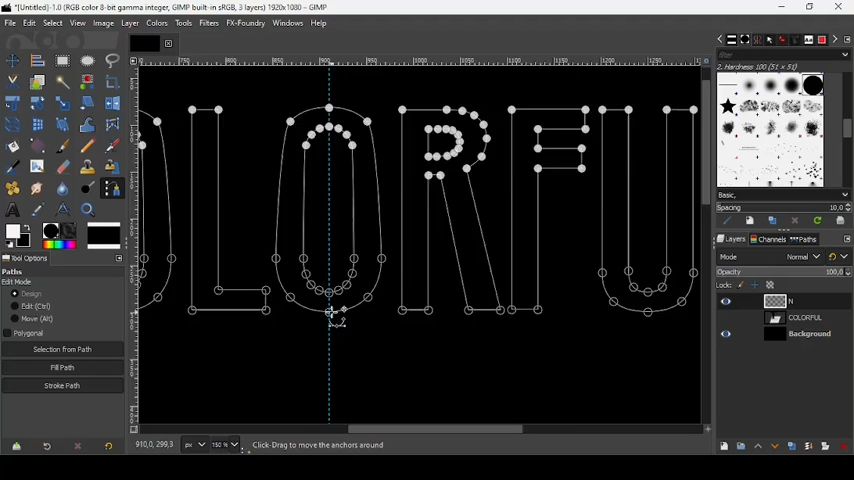 *[Untitled]-1.0 (RGB color 8-bit gamma integer, GIMP built-in sRGB, 3 layers) 1920x1080 – GIMP
File Edit Select View Image Layer Colors Tools Filters FX-Foundry Windows Help
filter
2. Hardness 100 (51 × 51)
Basic,
Spacing 10,0
Layers Channels Paths
Mode Normal
Opacity 100,0
Lock:
N
COLORFUL
Background
Tool Options
Paths
Edit Mode
Design
Edit (Ctrl)
Move (Alt)
Polygonal
Selection from Path
Fill Path
Stroke Path
OLORFU
910,0, 299,3 px 150 % Click-Drag to move the anchors around